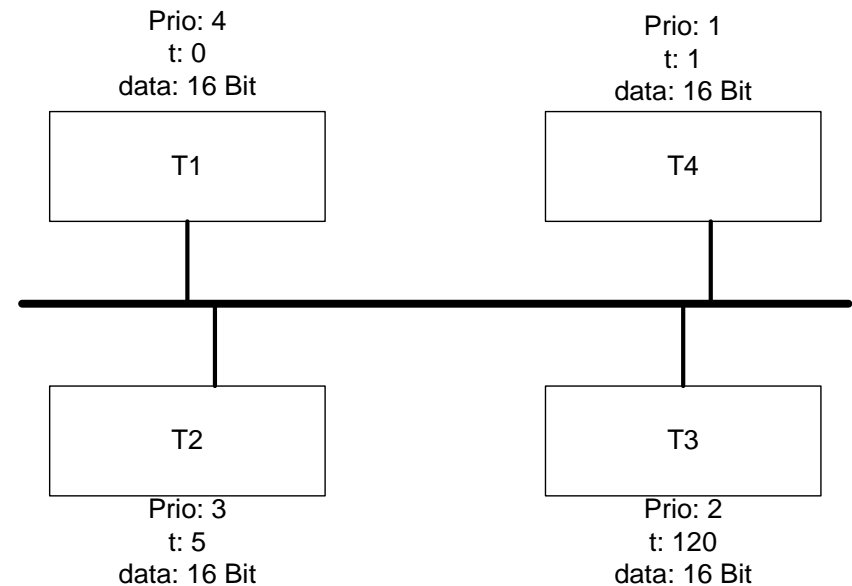 Prio: 4
t: 0
data: 16 Bit
T1
Prio: 1
t: 1
data: 16 Bit
T4
T2
Prio: 3
t: 5
data: 16 Bit
T3
Prio: 2
t: 120
data: 16 Bit